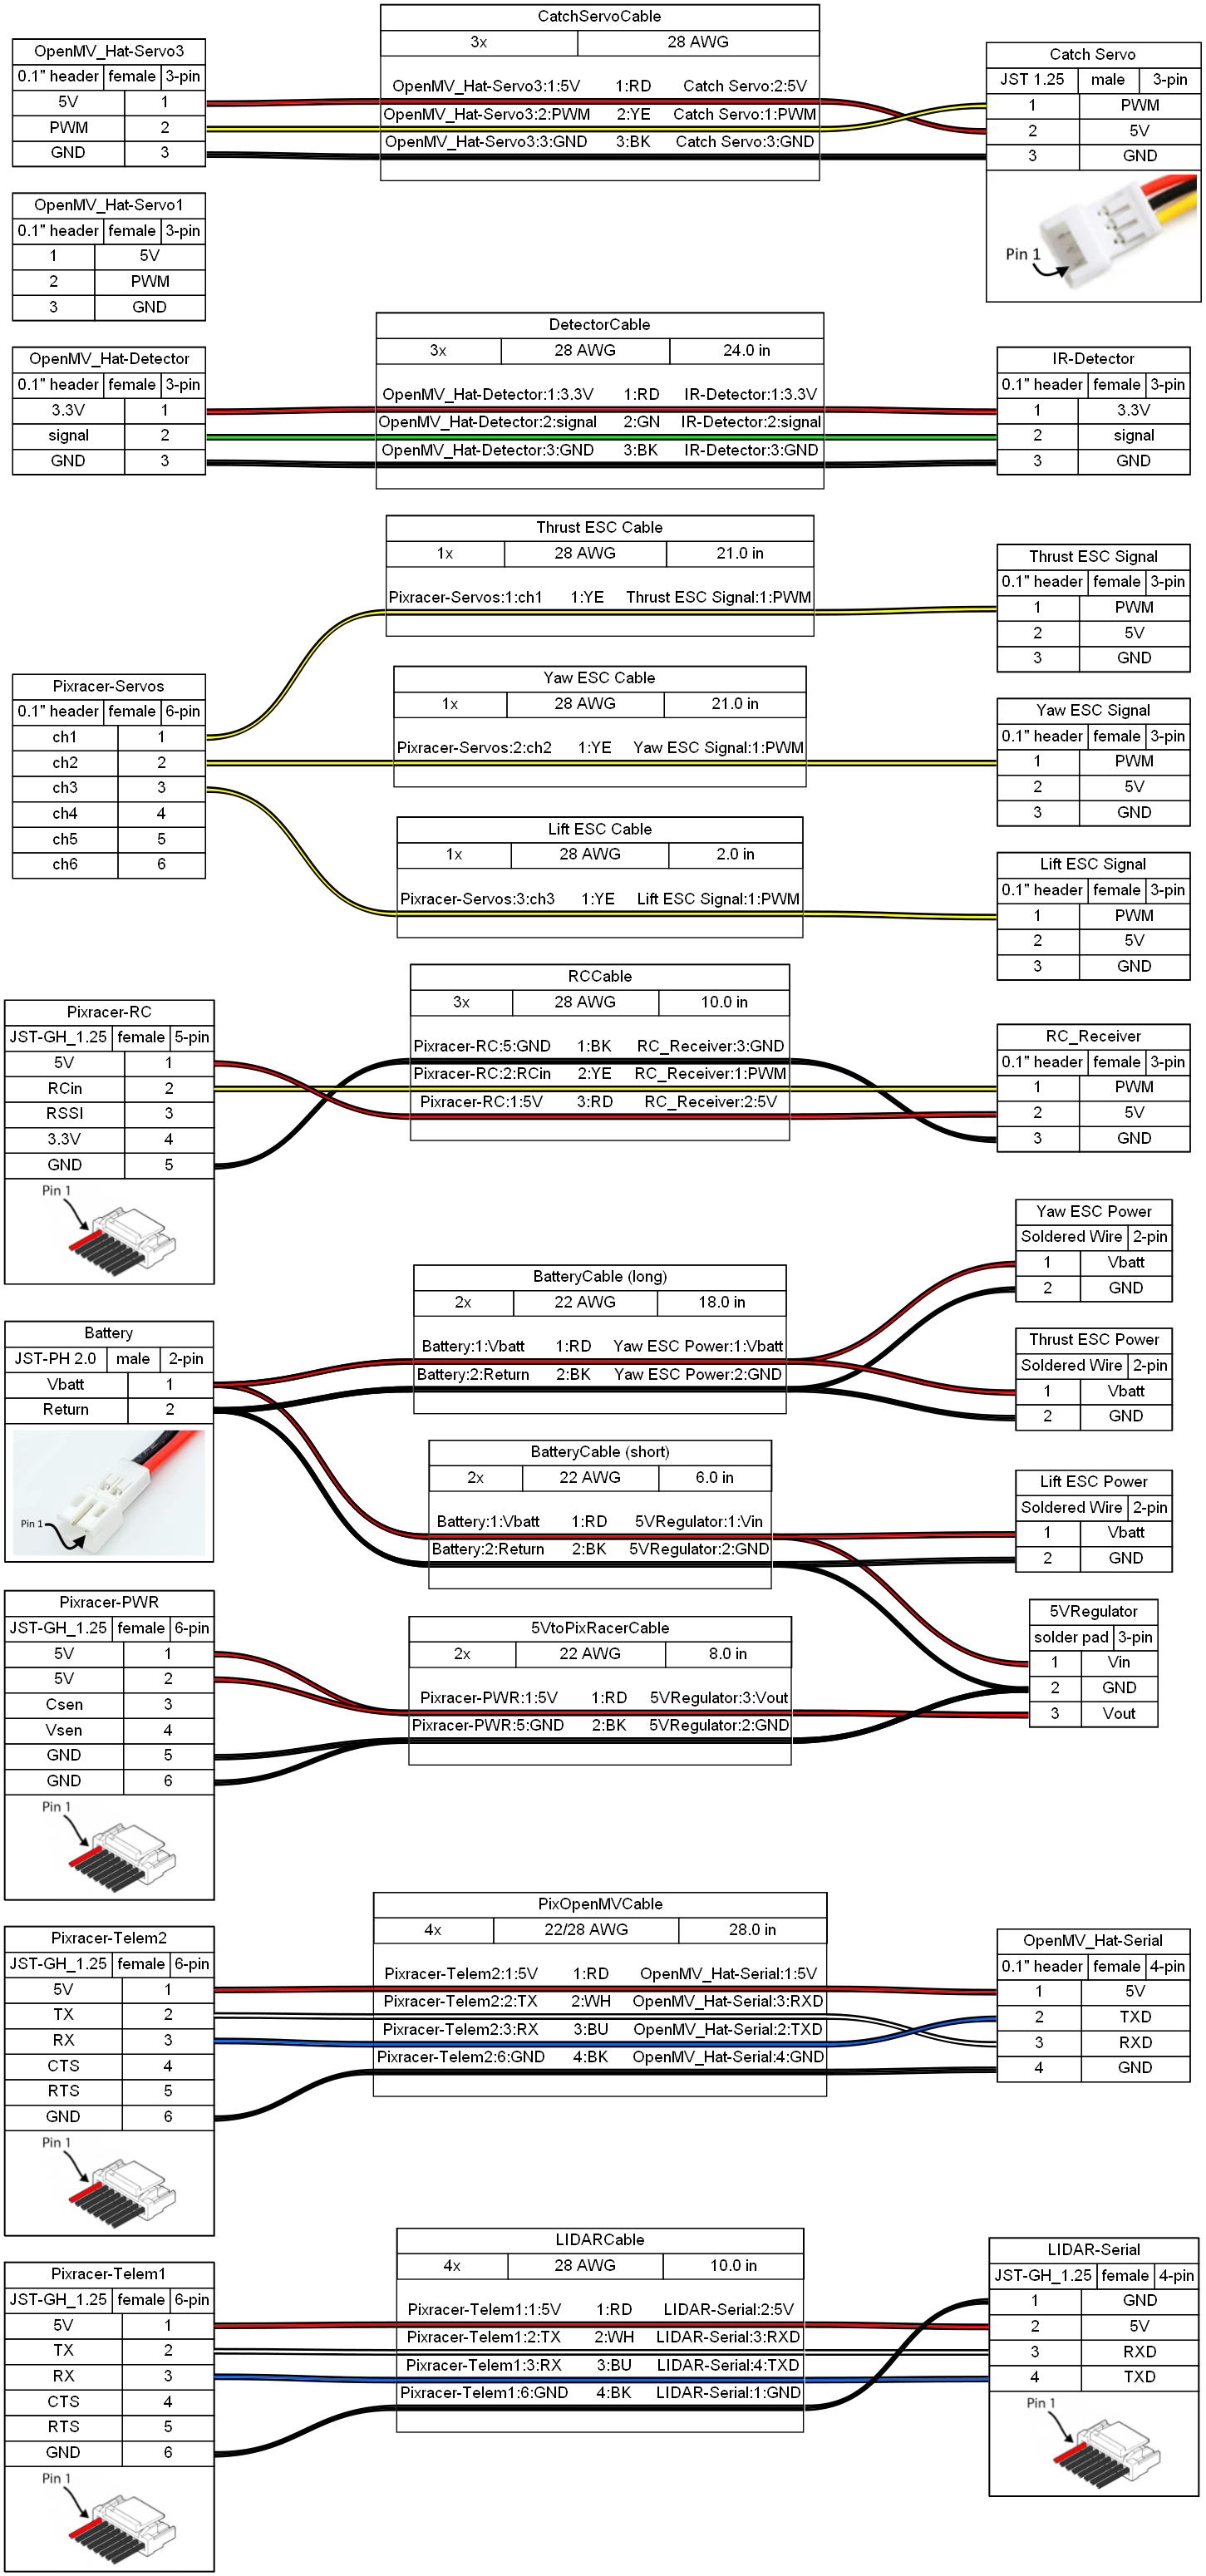 CatchServoCable
3x 28 AWG
OpenMV_Hat-Servo3:1:5V 1:RD Catch Servo:2:5V
OpenMV_Hat-Servo3:2:PWM 2:YE Catch Servo:1:PWM
OpenMV_Hat-Servo3:3:GND 3:BK Catch Servo:3:GND
OpenMV_Hat-Servo3
0.1" header female 3-pin
5V 1
PWM 2
GND 3
Catch Servo
JST 1.25 male 3-pin
1 PWM
2 5V
3 GND
Pin 1
OpenMV_Hat-Servo1
0.1" header female 3-pin
1 5V
2 PWM
3 GND
DetectorCable
3x 28 AWG 24.0 in
OpenMV_Hat-Detector:1:3.3V 1:RD IR-Detector:1:3.3V
OpenMV_Hat-Detector:2:signal 2:GN IR-Detector:2:signal
OpenMV_Hat-Detector:3:GND 3:BK IR-Detector:3:GND
OpenMV_Hat-Detector
0.1" header female 3-pin
3.3V 1
signal 2
GND 3
IR-Detector
0.1" header female 3-pin
1 3.3V
2 signal
3 GND
Thrust ESC Cable
1x 28 AWG 21.0 in
Pixracer-Servos:1:ch1 1:YE Thrust ESC Signal:1:PWM
Thrust ESC Signal
0.1" header female 3-pin
1 PWM
2 5V
3 GND
Pixracer-Servos
0.1" header female 6-pin
ch1 1
ch2 2
ch3 3
ch4 4
ch5 5
ch6 6
Yaw ESC Cable
1x 28 AWG 21.0 in
Pixracer-Servos:2:ch2 1:YE Yaw ESC Signal:1:PWM
Yaw ESC Signal
0.1" header female 3-pin
1 PWM
2 5V
3 GND
Lift ESC Cable
1x 28 AWG 2.0 in
Pixracer-Servos:3:ch3 1:YE Lift ESC Signal:1:PWM
Lift ESC Signal
0.1" header female 3-pin
1 PWM
2 5V
3 GND
RCCable
3x 28 AWG 10.0 in
Pixracer-RC:5:GND 1:BK RC_Receiver:3:GND
Pixracer-RC:2:RCin 2:YE RC_Receiver:1:PWM
Pixracer-RC:1:5V 3:RD RC_Receiver:2:5V
Pixracer-RC
JST-GH_1.25 female 5-pin
5V 1
RCin 2
RSSI 3
3.3V 4
GND 5
Pin 1
RC_Receiver
0.1" header female 3-pin
1 PWM
2 5V
3 GND
Yaw ESC Power
Soldered Wire 2-pin
1 Vbatt
2 GND
BatteryCable (long)
2x 22 AWG 18.0 in
Battery:1:Vbatt 1:RD Yaw ESC Power:1:Vbatt
Battery:2:Return 2:BK Yaw ESC Power:2:GND
Battery
JST-PH 2.0 male 2-pin
Vbatt 1
Return 2
Pin 1
Thrust ESC Power
Soldered Wire 2-pin
1 Vbatt
2 GND
BatteryCable (short)
2x 22 AWG 6.0 in
Battery:1:Vbatt 1:RD 5VRegulator:1:Vin
Battery:2:Return 2:BK 5VRegulator:2:GND
Lift ESC Power
Soldered Wire 2-pin
1 Vbatt
2 GND
Pixracer-PWR
JST-GH_1.25 female 6-pin
5V 1
5V 2
Csen 3
Vsen 4
GND 5
GND 6
Pin 1
5VtoPixRacerCable
2x 22 AWG 8.0 in
Pixracer-PWR:1:5V 1:RD 5VRegulator:3:Vout
Pixracer-PWR:5:GND 2:BK 5VRegulator:2:GND
5VRegulator
solder pad 3-pin
1 Vin
2 GND
3 Vout
PixOpenMVCable
4x 22/28 AWG 28.0 in
Pixracer-Telem2:1:5V 1:RD OpenMV_Hat-Serial:1:5V
Pixracer-Telem2:2:TX 2:WH OpenMV_Hat-Serial:3:RXD
Pixracer-Telem2:3:RX 3:BU OpenMV_Hat-Serial:2:TXD
Pixracer-Telem2:6:GND 4:BK OpenMV_Hat-Serial:4:GND
Pixracer-Telem2
JST-GH_1.25 female 6-pin
5V 1
TX 2
RX 3
CTS 4
RTS 5
GND 6
Pin 1
OpenMV_Hat-Serial
0.1" header female 4-pin
1 5V
2 TXD
3 RXD
4 GND
LIDARCable
4x 28 AWG 10.0 in
Pixracer-Telem1:1:5V 1:RD LIDAR-Serial:2:5V
Pixracer-Telem1:2:TX 2:WH LIDAR-Serial:3:RXD
Pixracer-Telem1:3:RX 3:BU LIDAR-Serial:4:TXD
Pixracer-Telem1:6:GND 4:BK LIDAR-Serial:1:GND
Pixracer-Telem1
JST-GH_1.25 female 6-pin
5V 1
TX 2
RX 3
CTS 4
RTS 5
GND 6
Pin 1
LIDAR-Serial
JST-GH_1.25 female 4-pin
1 GND
2 5V
3 RXD
4 TXD
Pin 1